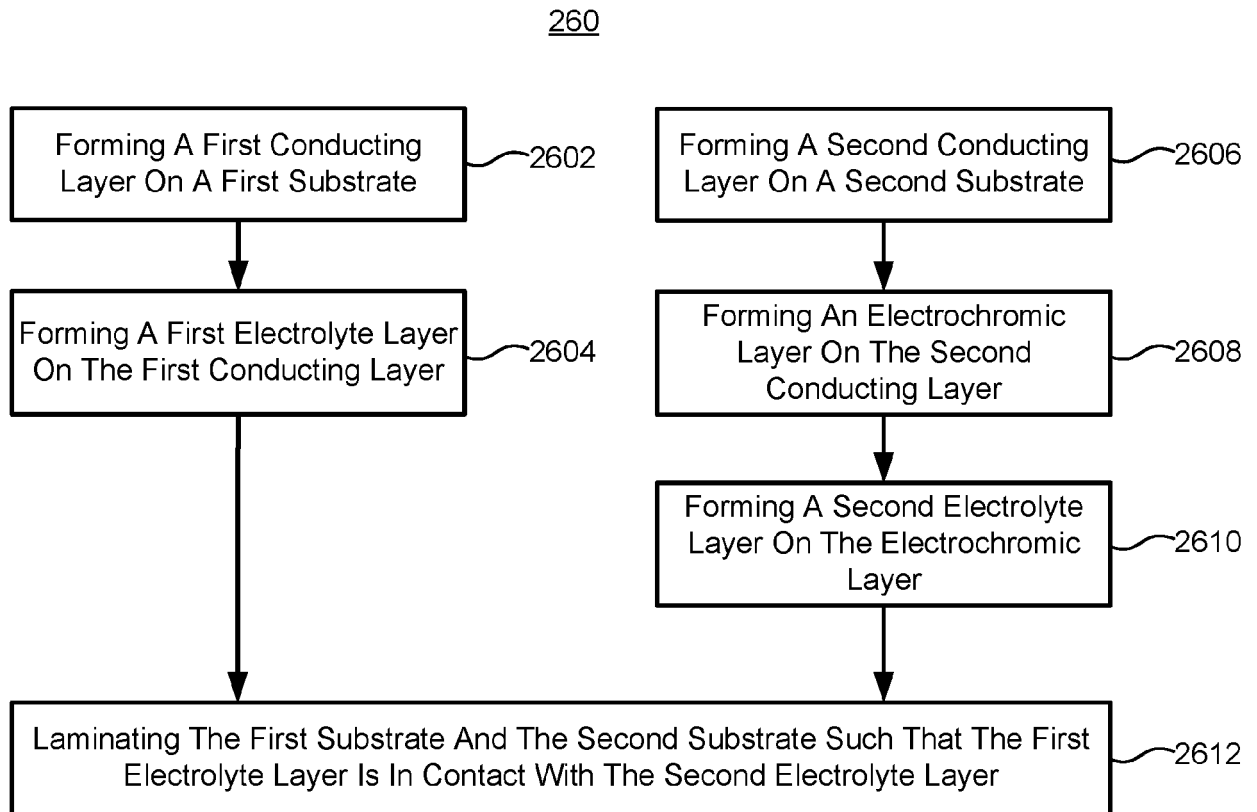 260
Forming A First Conducting
Layer On A First Substrate
2602
Forming A First Electrolyte Layer
On The First Conducting Layer
2604
Forming A Second Conducting
Layer On A Second Substrate
2606
Forming An Electrochromic
Layer On The Second
Conducting Layer
2608
Forming A Second Electrolyte
Layer On The Electrochromic
Layer
2610
Laminating The First Substrate And The Second Substrate Such That The First
Electrolyte Layer Is In Contact With The Second Electrolyte Layer
2612